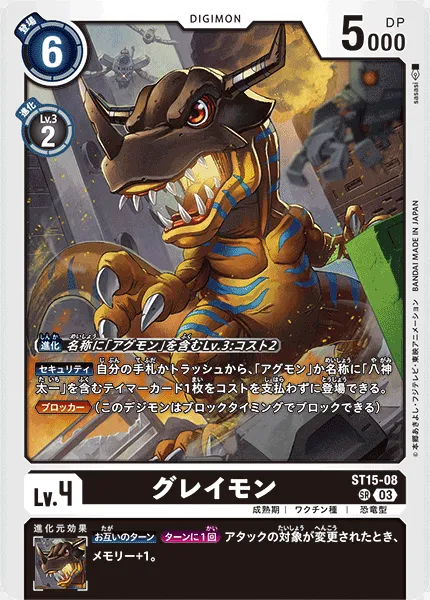 DIGIMON
登場
6
DP
5000
進化
Lv.3
2
sasasi
進化 名称に「アグモン」を含むLv.3:コスト2
セキュリティ 自分の手札かトラッシュから、「アグモン」か名称に「八神
太一」を含むテイマーカード1枚をコストを支払わずに登場できる。
ブロッカー (このデジモンはブロックタイミングでブロックできる)
©本郷あきよし・フジテレビ・東映アニメーション BANDAI MADE IN JAPAN
Lv.4
グレイモン
ST15-08
SR 03
成熟期 | ワクチン種 | 恐竜型
進化元効果
お互いのターン ターンに1回 アタックの対象が変更されたとき、
メモリー+1。